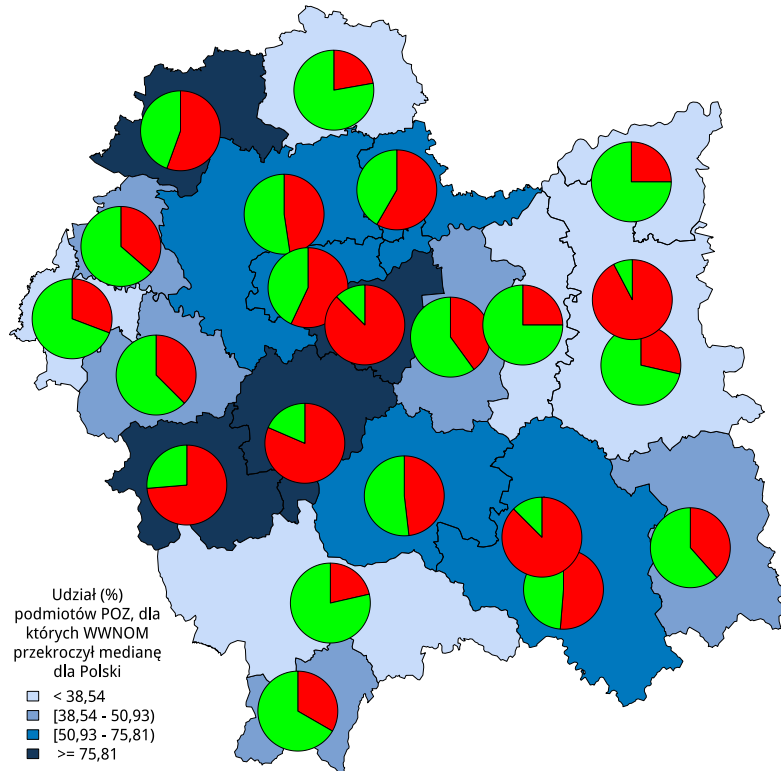 Udział (%)
podmiotów POZ, dla
których WWNOM
przekroczył medianę
dla Polski
< 38,54
[38,54 - 50,93)
[50,93 - 75,81)
>= 75,81